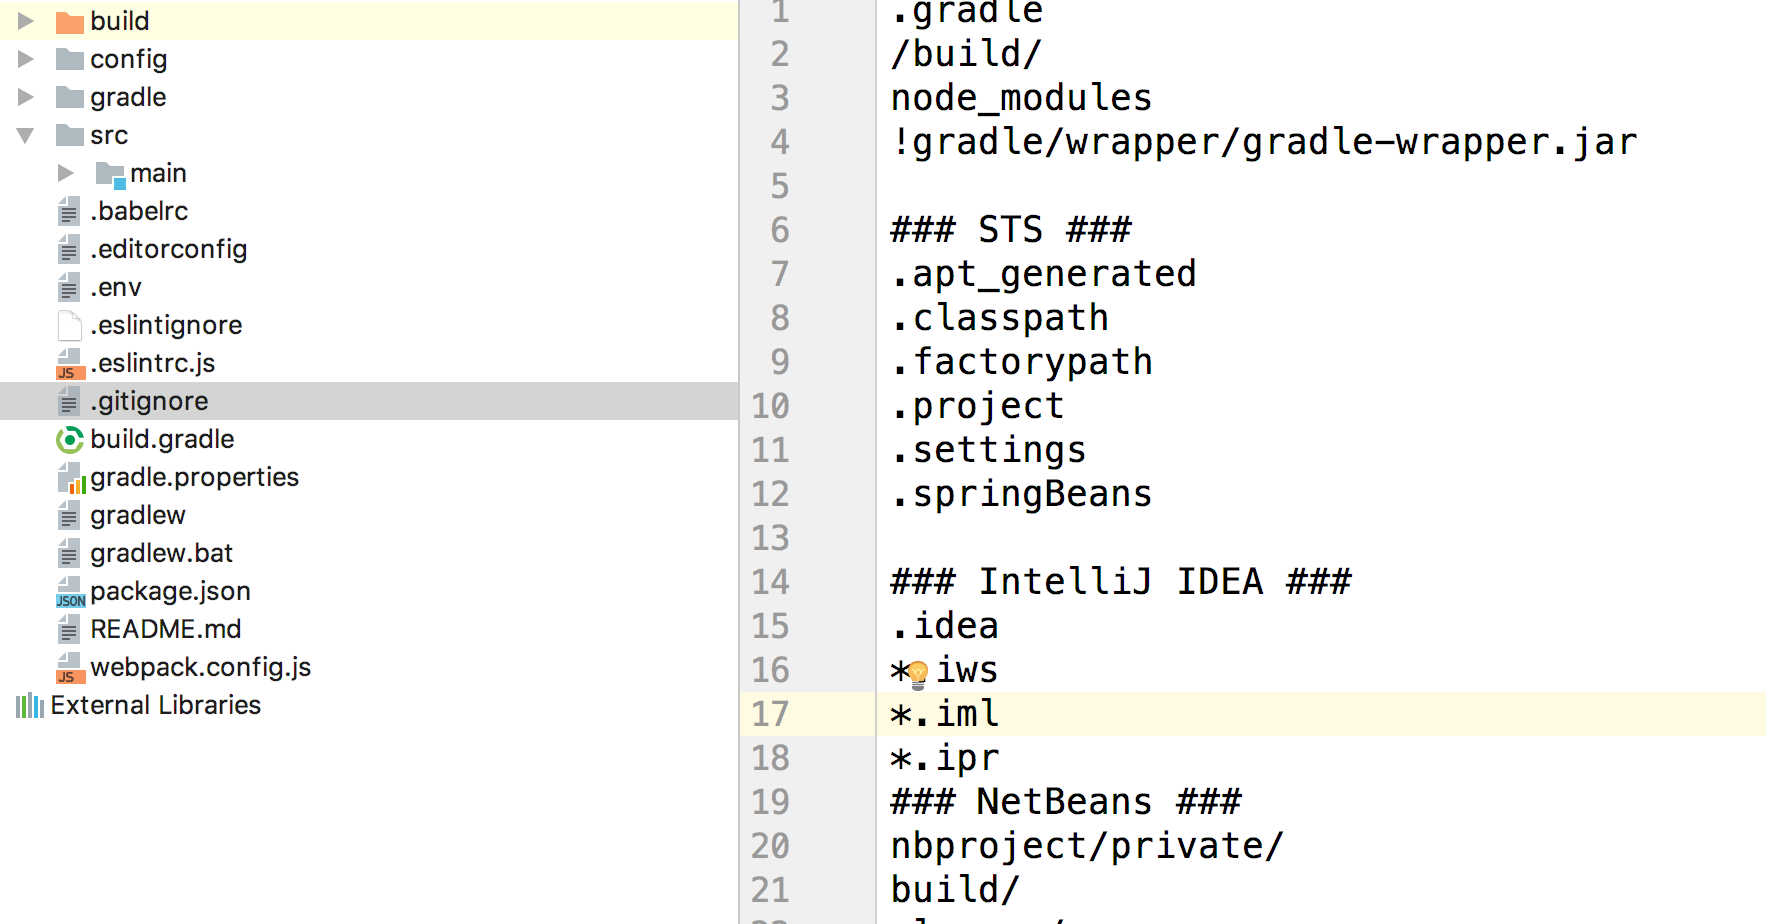 build
config
gradle
src
main
.babelrc
.editorconfig
.env
.eslintignore
JS .eslintrc.js
.gitignore
build.gradle
gradle.properties
gradlew
gradlew.bat
JSON package.json
README.md
JS webpack.config.js
External Libraries
1 .gradle
2 /build/
3 node_modules
4 !gradle/wrapper/gradle-wrapper.jar
5
6 ### STS ###
7 .apt_generated
8 .classpath
9 .factorypath
10 .project
11 .settings
12 .springBeans
13
14 ### IntelliJ IDEA ###
15 .idea
16 *.iws
17 *.iml
18 *.ipr
19 ### NetBeans ###
20 nbproject/private/
21 build/